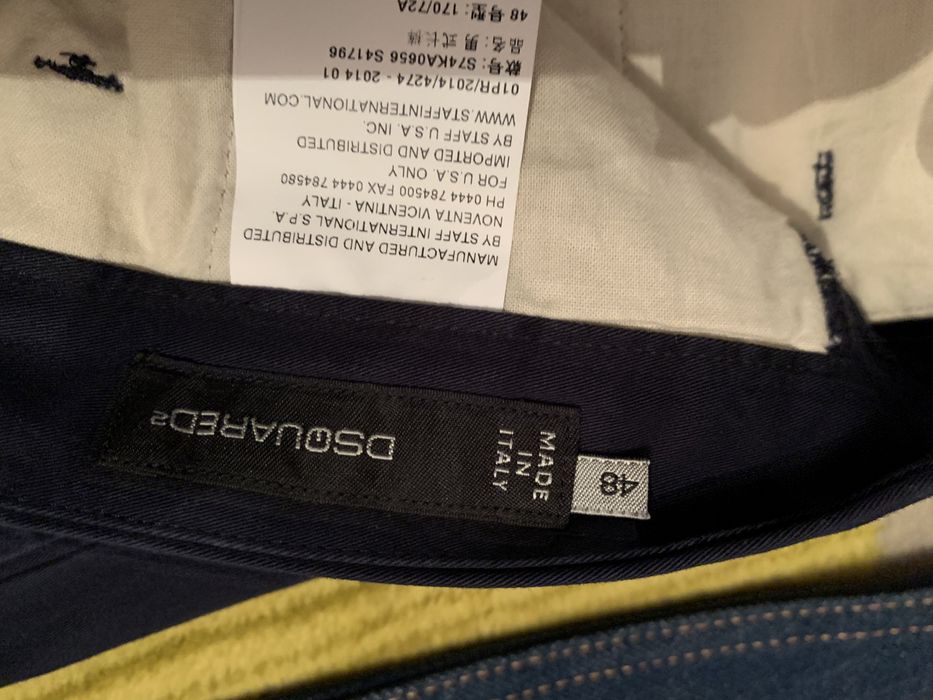 MANUFACTURED AND DISTRIBUTED
BY STAFF INTERNATIONAL S.P.A.
NOVENTA VICENTINA - ITALY
PH 0444 784500 FAX 0444 784580
FOR U.S.A. ONLY
IMPORTED AND DISTRIBUTED
BY STAFF U.S.A. INC.
WWW.STAFFINTERNATIONAL.COM
01PR/2014/4274 - 2014 01
款号: S74KA0656 S41796
品名: 男式长裤
48 号型: 170/72A
DSQUARED2
MADE
IN
ITALY
48